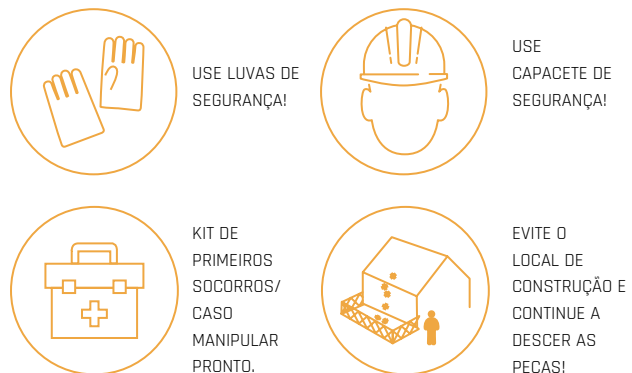 USE LUVAS DE
SEGURANÇA!
USE
CAPACETE DE
SEGURANÇA!
KIT DE
PRIMEIROS
SOCORROS/
CASO
MANIPULAR
PRONTO.
EVITE O
LOCAL DE
CONSTRUÇÃO E
CONTINUE A
DESCER AS
PEÇAS!